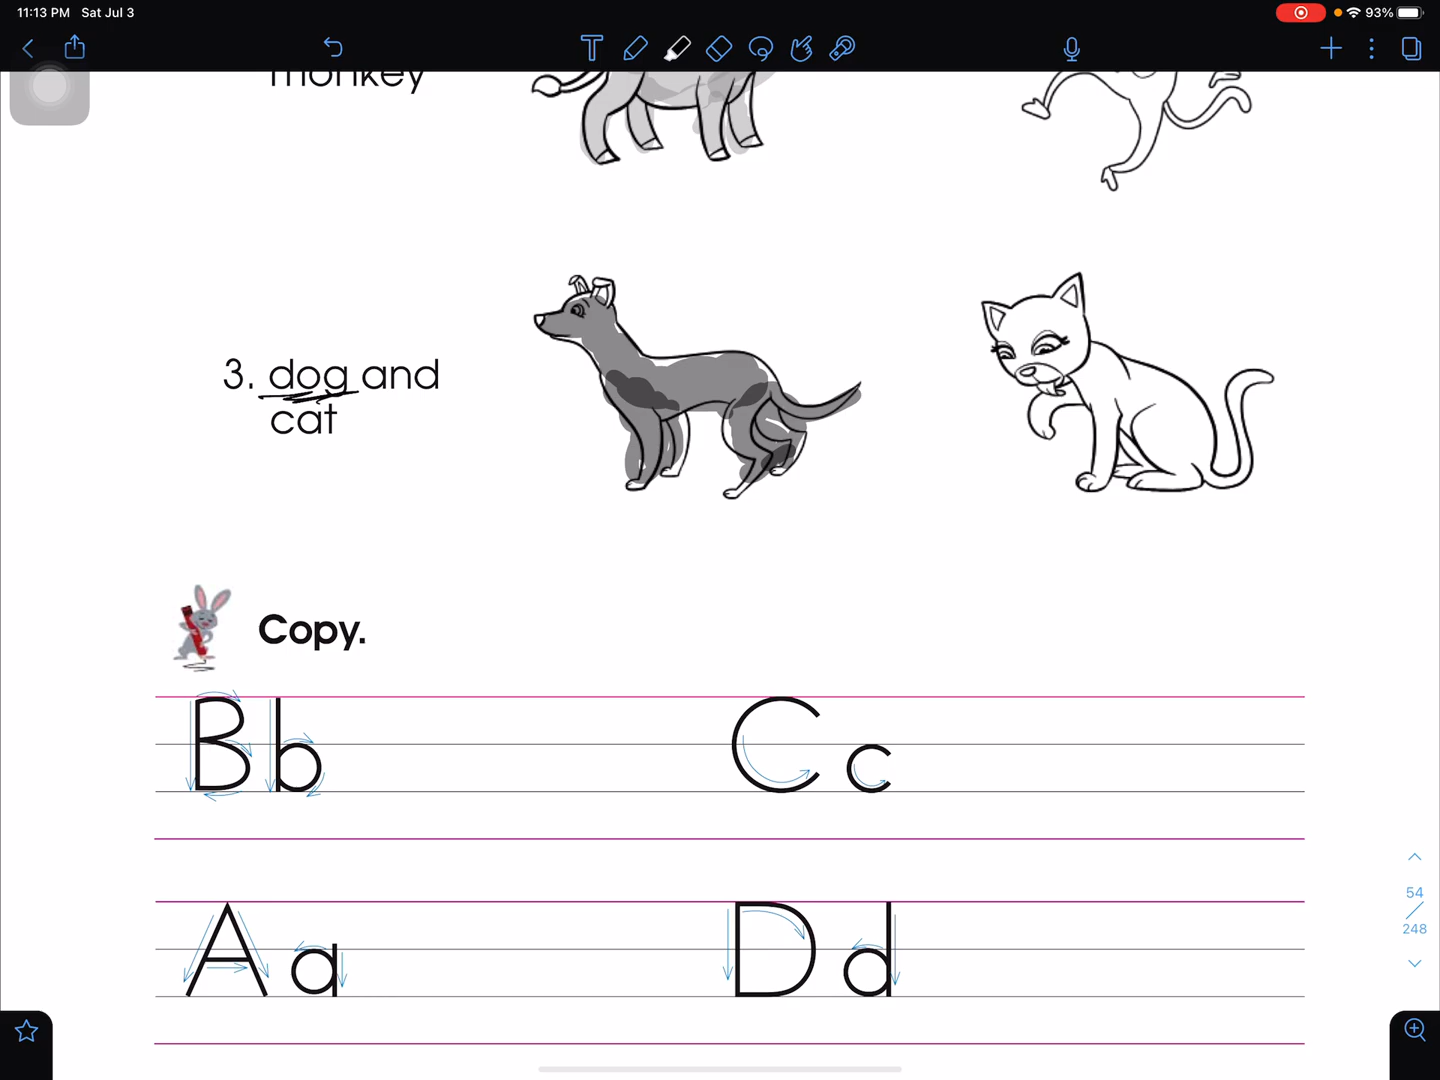 11:13 PM Sat Jul 3
93%
monkey
3. dog and
cat
Copy.
Bb Cc
54
248
Aa Dd